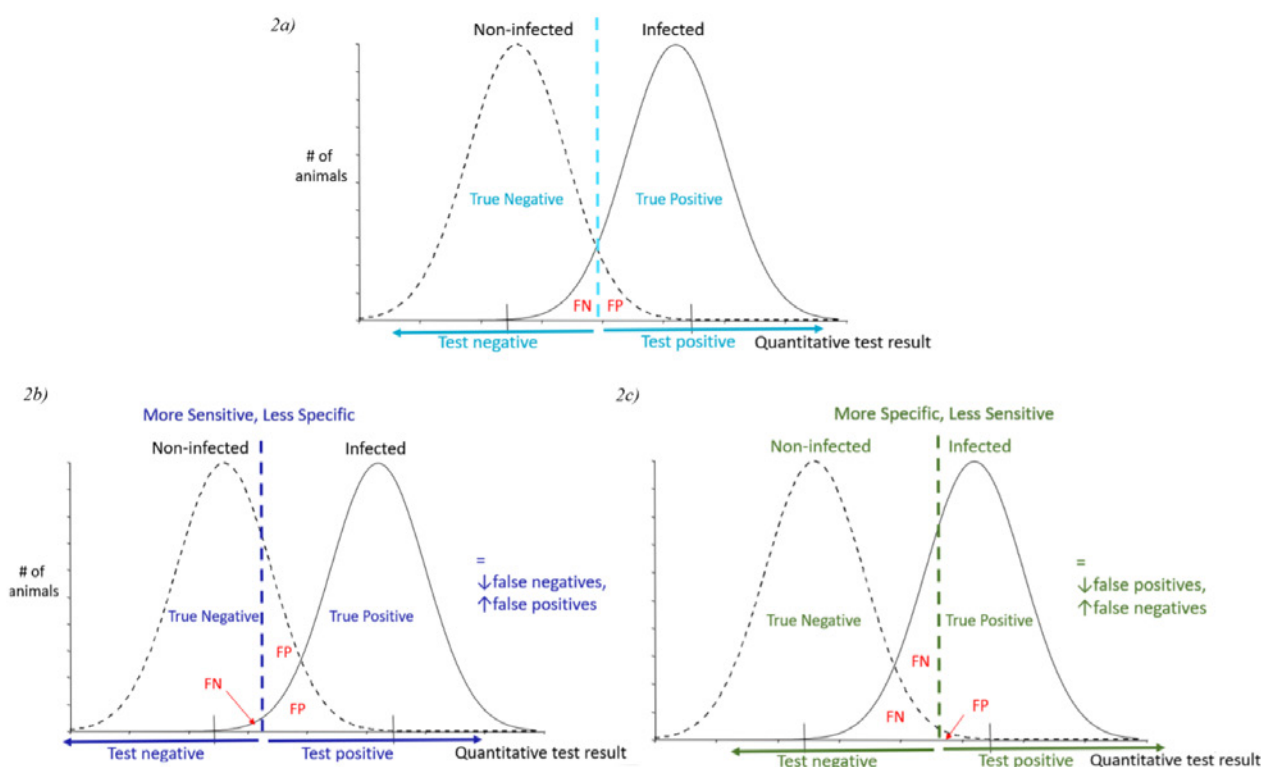 2a)
Non-infected
Infected
# of
animals
True Negative
True Positive
FN
FP
Test negative
Test positive
Quantitative test result
2b)
More Sensitive, Less Specific
Non-infected
Infected
# of
animals
=
↓false negatives,
↑false positives
True Negative
True Positive
FP
FN
FP
Test negative
Test positive
Quantitative test result
2c)
More Specific, Less Sensitive
Non-infected
Infected
=
↓false positives,
↑false negatives
True Negative
True Positive
FN
FN
FP
Test negative
Test positive
Quantitative test result